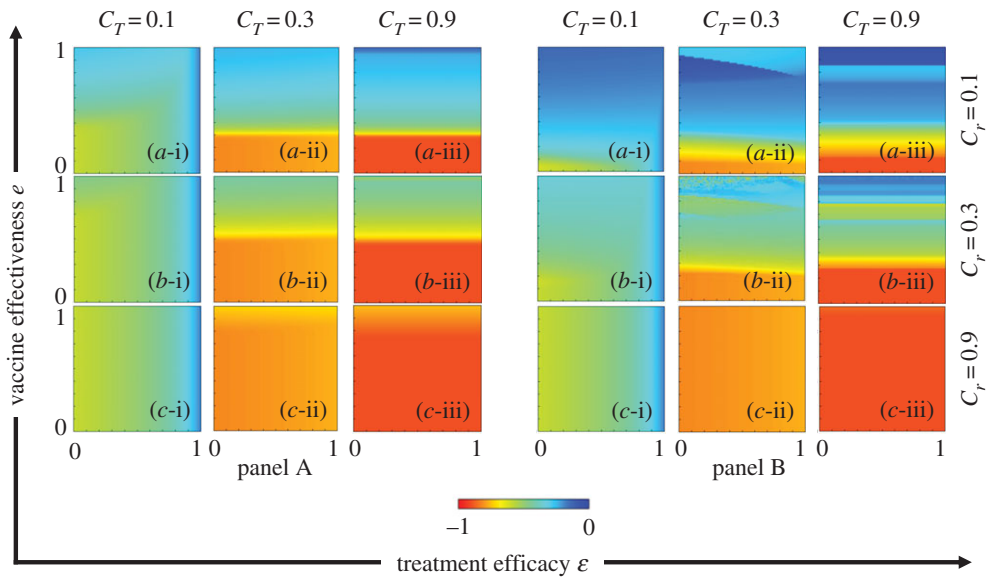 C_T = 0.1 C_T = 0.3 C_T = 0.9 C_T = 0.1 C_T = 0.3 C_T = 0.9
vaccine effectiveness e
1 (a-i) (a-ii) (a-iii) (a-i) (a-ii) (a-iii) C_r = 0.1
0
1 (b-i) (b-ii) (b-iii) (b-i) (b-ii) (b-iii) C_r = 0.3
0
1 (c-i) (c-ii) (c-iii) (c-i) (c-ii) (c-iii) C_r = 0.9
0
0 1 0 1 0 1 0 1 0 1 0 1
panel A panel B
–1 0
treatment efficacy ε